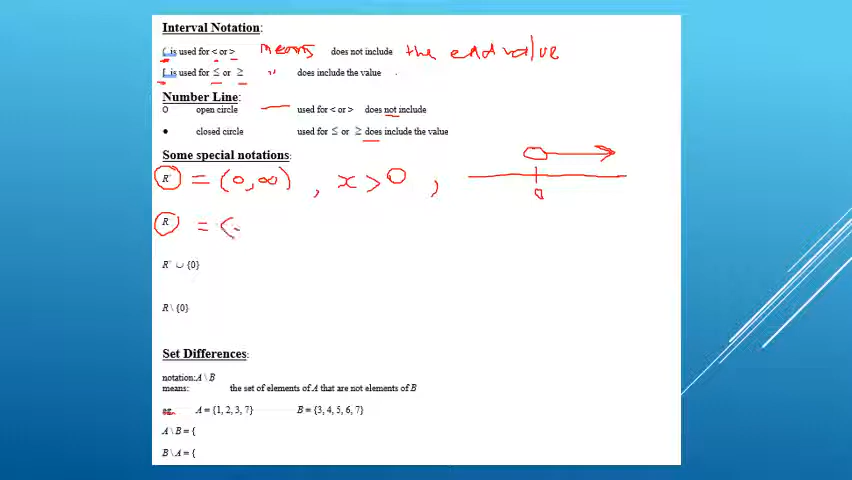 Interval Notation:
( is used for < or > means does not include the end value
[ is used for ≤ or ≥ " does include the value
Number Line:
o open circle used for < or > does not include
● closed circle used for ≤ or ≥ does include the value
Some special notations:
R⁺ = (0, ∞) , x > 0 , 0
R = (-
R⁺ ∪ {0}
R \ {0}
Set Differences:
notation: A \ B
means: the set of elements of A that are not elements of B
eg. A = {1, 2, 3, 7} B = {3, 4, 5, 6, 7}
A \ B = {
B \ A = {